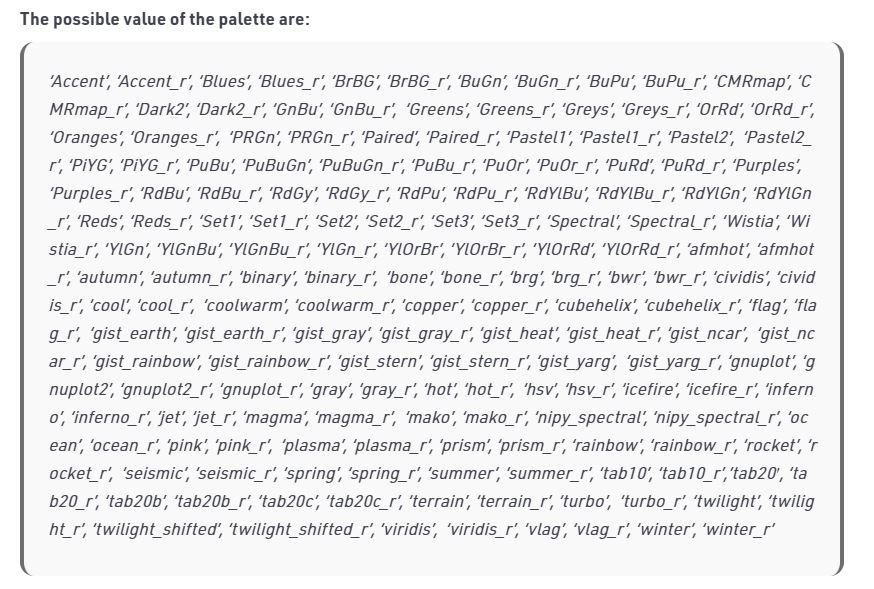 The possible value of the palette are:
‘Accent’, ‘Accent_r’, ‘Blues’, ‘Blues_r’, ‘BrBG’, ‘BrBG_r’, ‘BuGn’, ‘BuGn_r’, ‘BuPu’, ‘BuPu_r’, ‘CMRmap’, ‘C
MRmap_r’, ‘Dark2’, ‘Dark2_r’, ‘GnBu’, ‘GnBu_r’,  ‘Greens’, ‘Greens_r’, ‘Greys’, ‘Greys_r’, ‘OrRd’, ‘OrRd_r’,
‘Oranges’, ‘Oranges_r’,  ‘PRGn’, ‘PRGn_r’, ‘Paired’, ‘Paired_r’, ‘Pastel1’, ‘Pastel1_r’, ‘Pastel2’,  ‘Pastel2_
r’, ‘PiYG’, ‘PiYG_r’, ‘PuBu’, ‘PuBuGn’, ‘PuBuGn_r’, ‘PuBu_r’, ‘PuOr’, ‘PuOr_r’, ‘PuRd’, ‘PuRd_r’, ‘Purples’,
‘Purples_r’, ‘RdBu’, ‘RdBu_r’, ‘RdGy’, ‘RdGy_r’, ‘RdPu’, ‘RdPu_r’, ‘RdYlBu’, ‘RdYlBu_r’, ‘RdYlGn’, ‘RdYlGn
_r’, ‘Reds’, ‘Reds_r’, ‘Set1’, ‘Set1_r’, ‘Set2’, ‘Set2_r’, ‘Set3’, ‘Set3_r’, ‘Spectral’, ‘Spectral_r’, ‘Wistia’, ‘Wi
stia_r’, ‘YlGn’, ‘YlGnBu’, ‘YlGnBu_r’, ‘YlGn_r’, ‘YlOrBr’, ‘YlOrBr_r’, ‘YlOrRd’, ‘YlOrRd_r’, ‘afmhot’, ‘afmhot
_r’, ‘autumn’, ‘autumn_r’, ‘binary’, ‘binary_r’,  ‘bone’, ‘bone_r’, ‘brg’, ‘brg_r’, ‘bwr’, ‘bwr_r’, ‘cividis’, ‘civid
is_r’, ‘cool’, ‘cool_r’,  ‘coolwarm’, ‘coolwarm_r’, ‘copper’, ‘copper_r’, ‘cubehelix’, ‘cubehelix_r’, ‘flag’, ‘fla
g_r’,  ‘gist_earth’, ‘gist_earth_r’, ‘gist_gray’, ‘gist_gray_r’, ‘gist_heat’, ‘gist_heat_r’, ‘gist_ncar’,  ‘gist_nc
ar_r’, ‘gist_rainbow’, ‘gist_rainbow_r’, ‘gist_stern’, ‘gist_stern_r’, ‘gist_yarg’,  ‘gist_yarg_r’, ‘gnuplot’, ‘g
nuplot2’, ‘gnuplot2_r’, ‘gnuplot_r’, ‘gray’, ‘gray_r’, ‘hot’, ‘hot_r’,  ‘hsv’, ‘hsv_r’, ‘icefire’, ‘icefire_r’, ‘infern
o’, ‘inferno_r’, ‘jet’, ‘jet_r’, ‘magma’, ‘magma_r’,  ‘mako’, ‘mako_r’, ‘nipy_spectral’, ‘nipy_spectral_r’, ‘oc
ean’, ‘ocean_r’, ‘pink’, ‘pink_r’,  ‘plasma’, ‘plasma_r’, ‘prism’, ‘prism_r’, ‘rainbow’, ‘rainbow_r’, ‘rocket’, ‘r
ocket_r’,  ‘seismic’, ‘seismic_r’, ‘spring’, ‘spring_r’, ‘summer’, ‘summer_r’, ‘tab10’, ‘tab10_r’,‘tab20’, ‘ta
b20_r’, ‘tab20b’, ‘tab20b_r’, ‘tab20c’, ‘tab20c_r’, ‘terrain’, ‘terrain_r’, ‘turbo’,  ‘turbo_r’, ‘twilight’, ‘twilig
ht_r’, ‘twilight_shifted’, ‘twilight_shifted_r’, ‘viridis’,  ‘viridis_r’, ‘vlag’, ‘vlag_r’, ‘winter’, ‘winter_r’